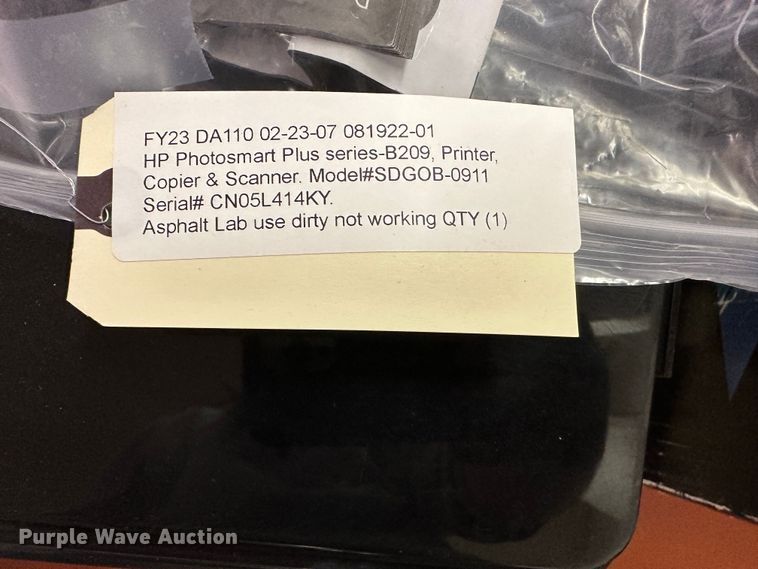 FY23 DA110 02-23-07 081922-01
HP Photosmart Plus series-B209, Printer,
Copier & Scanner. Model#SDGOB-0911
Serial# CN05L414KY.
Asphalt Lab use dirty not working QTY (1)
Purple Wave Auction